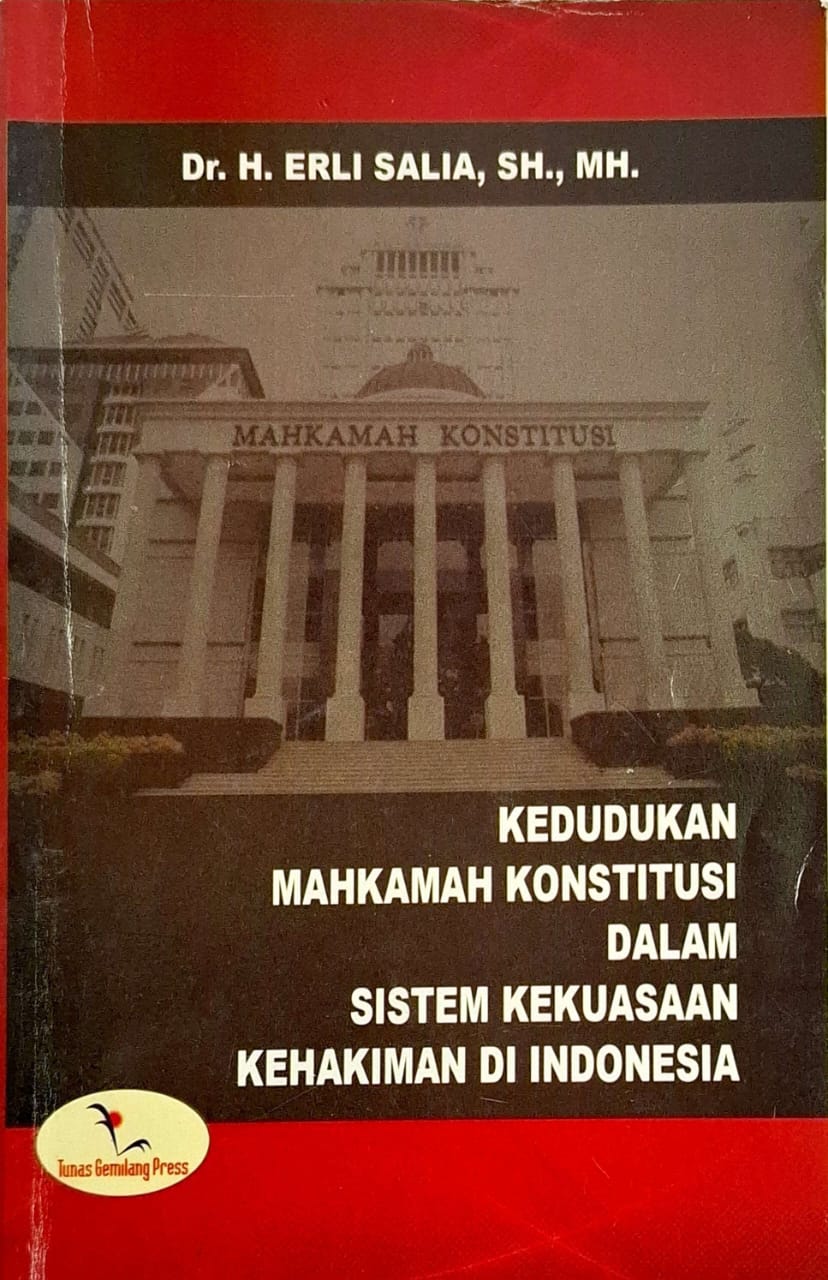 Dr. H. ERLI SALIA, SH., MH.
MAHKAMAH KONSTITUSI
KEDUDUKAN
MAHKAMAH KONSTITUSI
DALAM
SISTEM KEKUASAAN
KEHAKIMAN DI INDONESIA
Tunas Gemilang Press